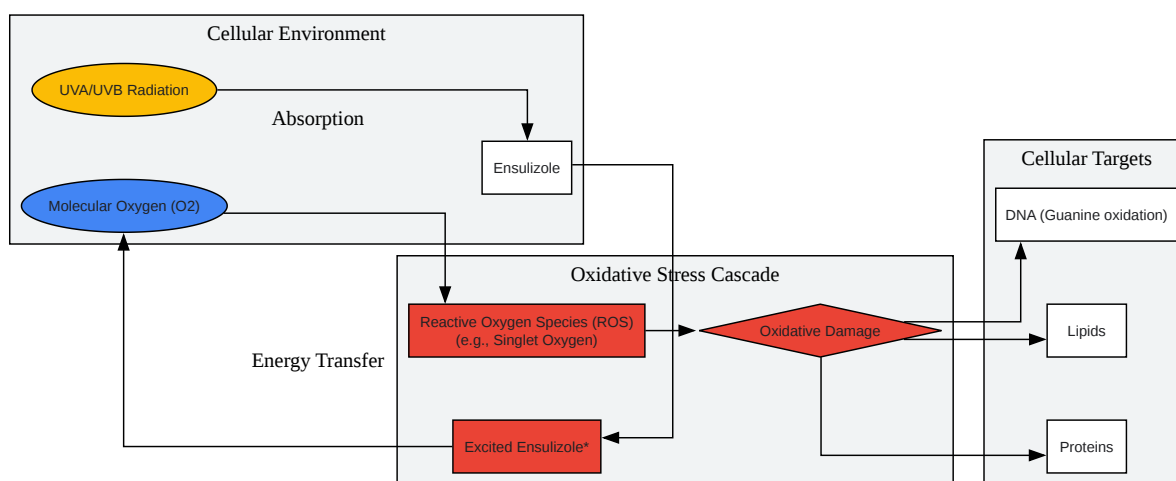 Cellular Environment
UVA/UVB Radiation
Absorption
Ensulizole
Molecular Oxygen (O2)
Cellular Targets
DNA (Guanine oxidation)
Oxidative Stress Cascade
Reactive Oxygen Species (ROS)
(e.g., Singlet Oxygen)
Oxidative Damage
Lipids
Energy Transfer
Excited Ensulizole*
Proteins